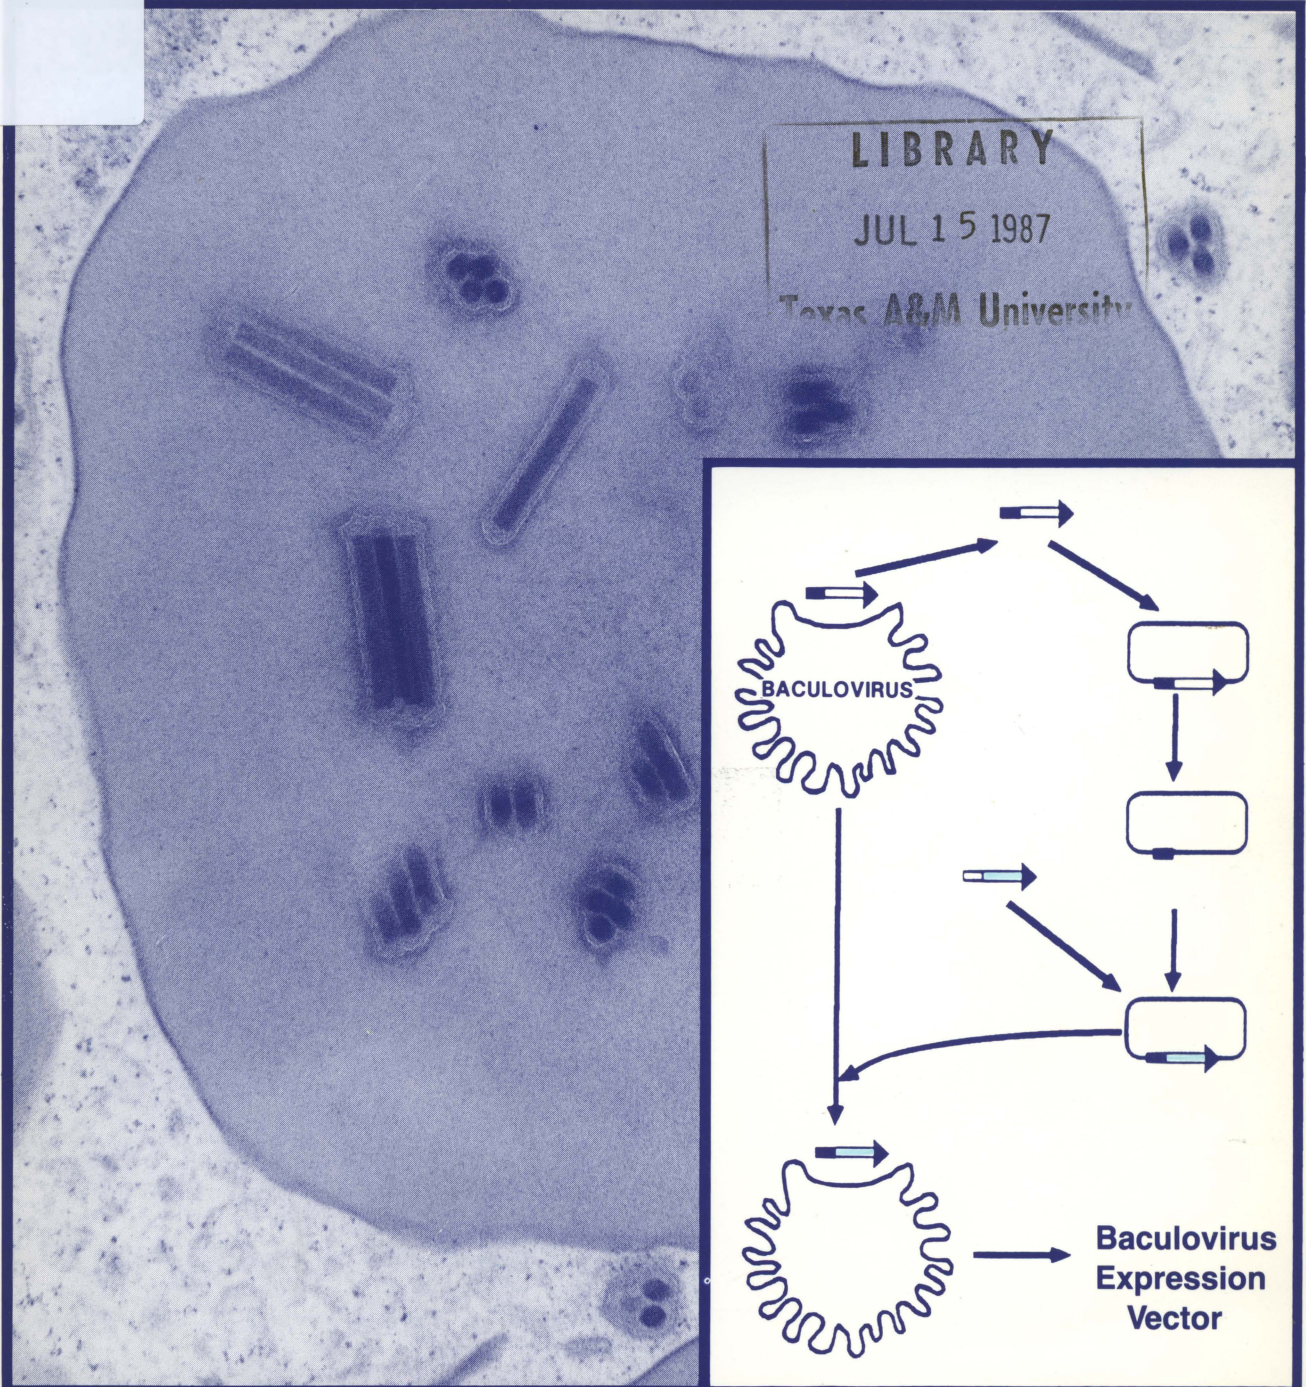 LIBRARY
JUL 15 1987
Texas A&M University
BACULOVIRUS
Baculovirus
Expression
Vector